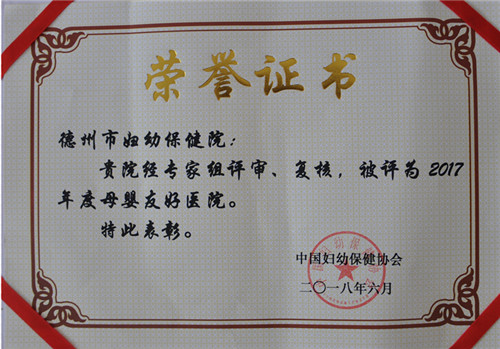 荣誉证书
德州市妇幼保健院：
贵院经专家组评审、复核，被评为2017
年度母婴友好医院。
特此表彰。
中国妇幼保健协会
二〇一八年六月